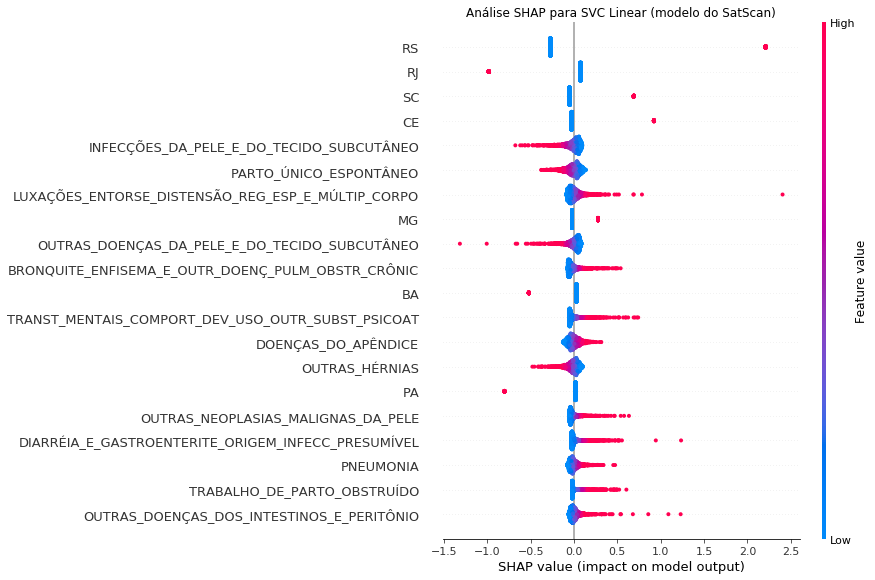 Análise SHAP para SVC Linear (modelo do SatScan)
High
RS
RJ
SC
CE
INFECÇÕES_DA_PELE_E_DO_TECIDO_SUBCUTÂNEO
PARTO_ÚNICO_ESPONTÂNEO
LUXAÇÕES_ENTORSE_DISTENSÃO_REG_ESP_E_MÚLTIP_CORPO
MG
OUTRAS_DOENÇAS_DA_PELE_E_DO_TECIDO_SUBCUTÂNEO
BRONQUITE_ENFISEMA_E_OUTR_DOENÇ_PULM_OBSTR_CRÔNIC
BA
TRANST_MENTAIS_COMPORT_DEV_USO_OUTR_SUBST_PSICOAT
DOENÇAS_DO_APÊNDICE
OUTRAS_HÉRNIAS
PA
OUTRAS_NEOPLASIAS_MALIGNAS_DA_PELE
DIARRÉIA_E_GASTROENTERITE_ORIGEM_INFECC_PRESUMÍVEL
PNEUMONIA
TRABALHO_DE_PARTO_OBSTRUÍDO
OUTRAS_DOENÇAS_DOS_INTESTINOS_E_PERITÔNIO
Feature value
Low
−1.5 −1.0 −0.5 0.0 0.5 1.0 1.5 2.0 2.5
SHAP value (impact on model output)